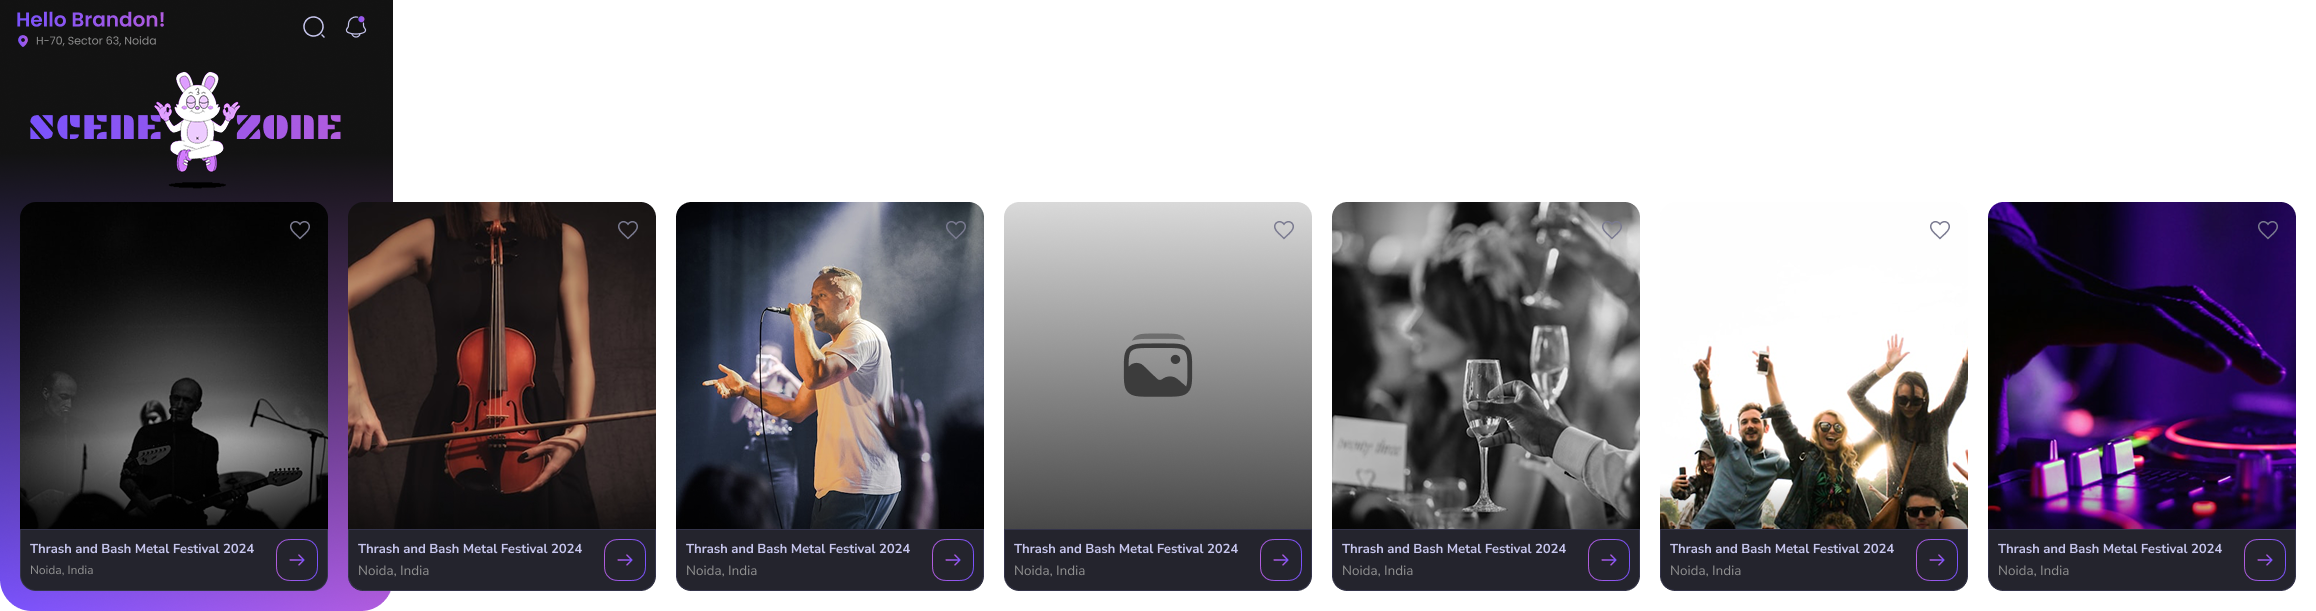 Hello Brandon!
H-70, Sector 63, Noida
SCENE ZONE
Thrash and Bash Metal Festival 2024
Noida, India
Thrash and Bash Metal Festival 2024
Noida, India
Thrash and Bash Metal Festival 2024
Noida, India
Thrash and Bash Metal Festival 2024
Noida, India
Thrash and Bash Metal Festival 2024
Noida, India
Thrash and Bash Metal Festival 2024
Noida, India
Thrash and Bash Metal Festival 2024
Noida, India